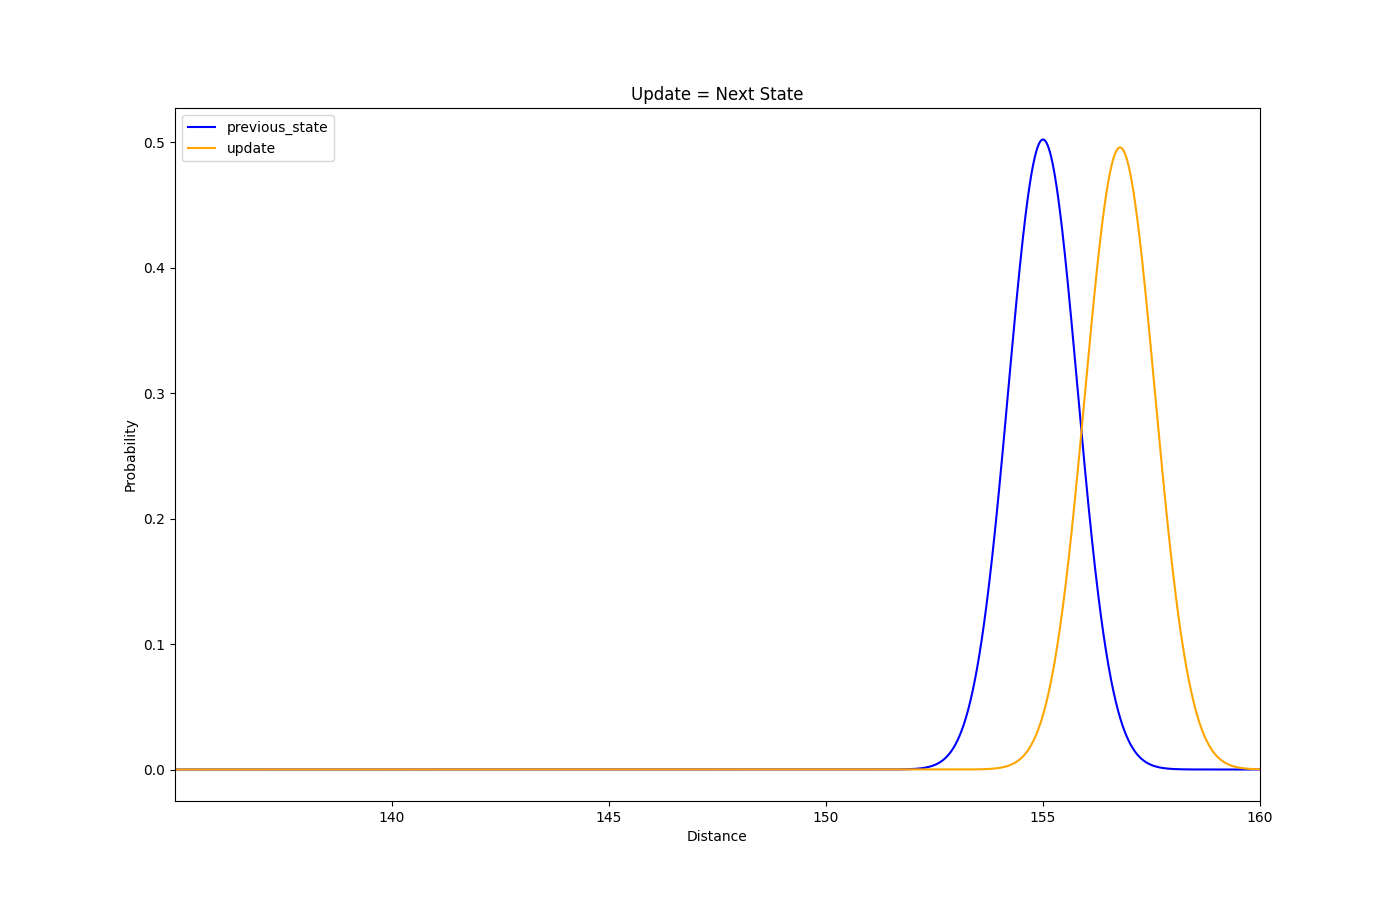 Update = Next State
previous_state
update
0.5
0.4
0.3
0.2
0.1
0.0
Probability
140
145
150
155
160
Distance